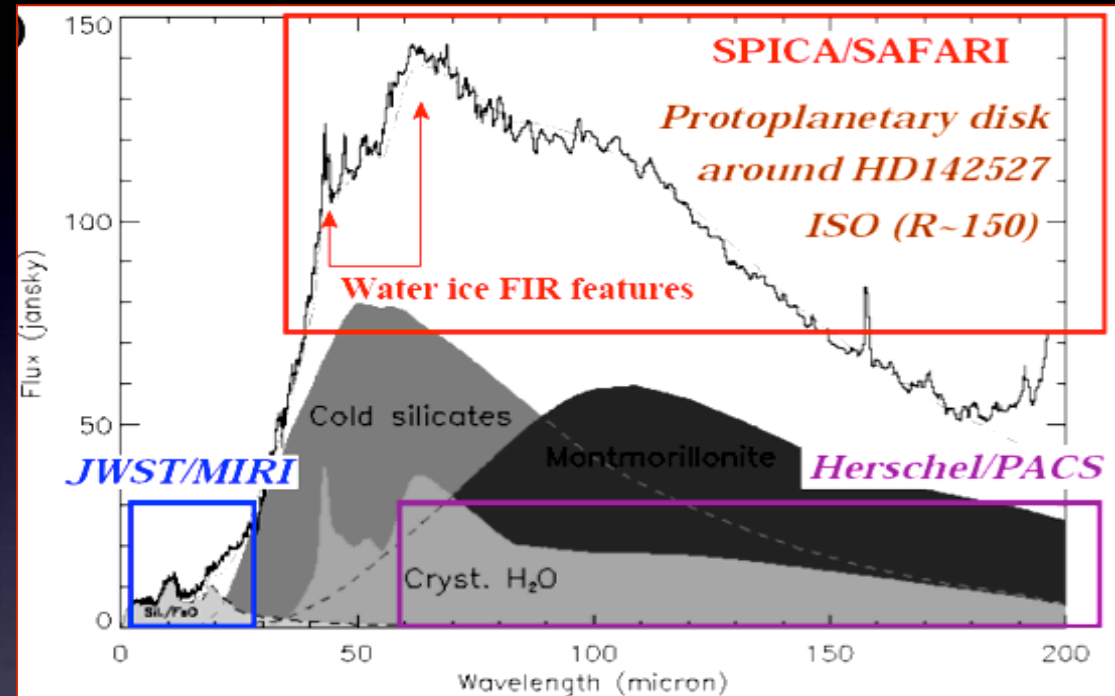 150
100
50
0
Flux (jansky)
SPICA/SAFARI
Protoplanetary disk
around HD142527
ISO (R~150)
Water ice FIR features
Cold silicates
JWST/MIRI
Montmorillonite
Herschel/PACS
Cryst. H₂O
Sil./FeO
0 50 100 150 200
Wavelength (micron)